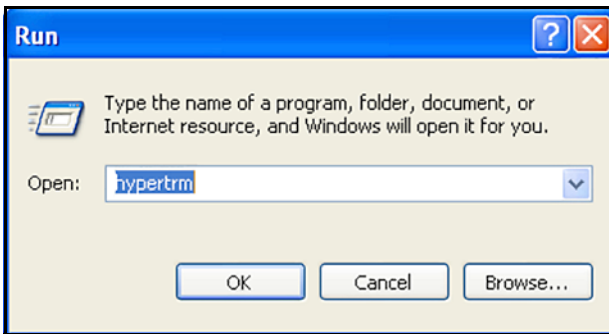 Run
Type the name of a program, folder, document, or
Internet resource, and Windows will open it for you.
Open: hypertrm
OK Cancel Browse...